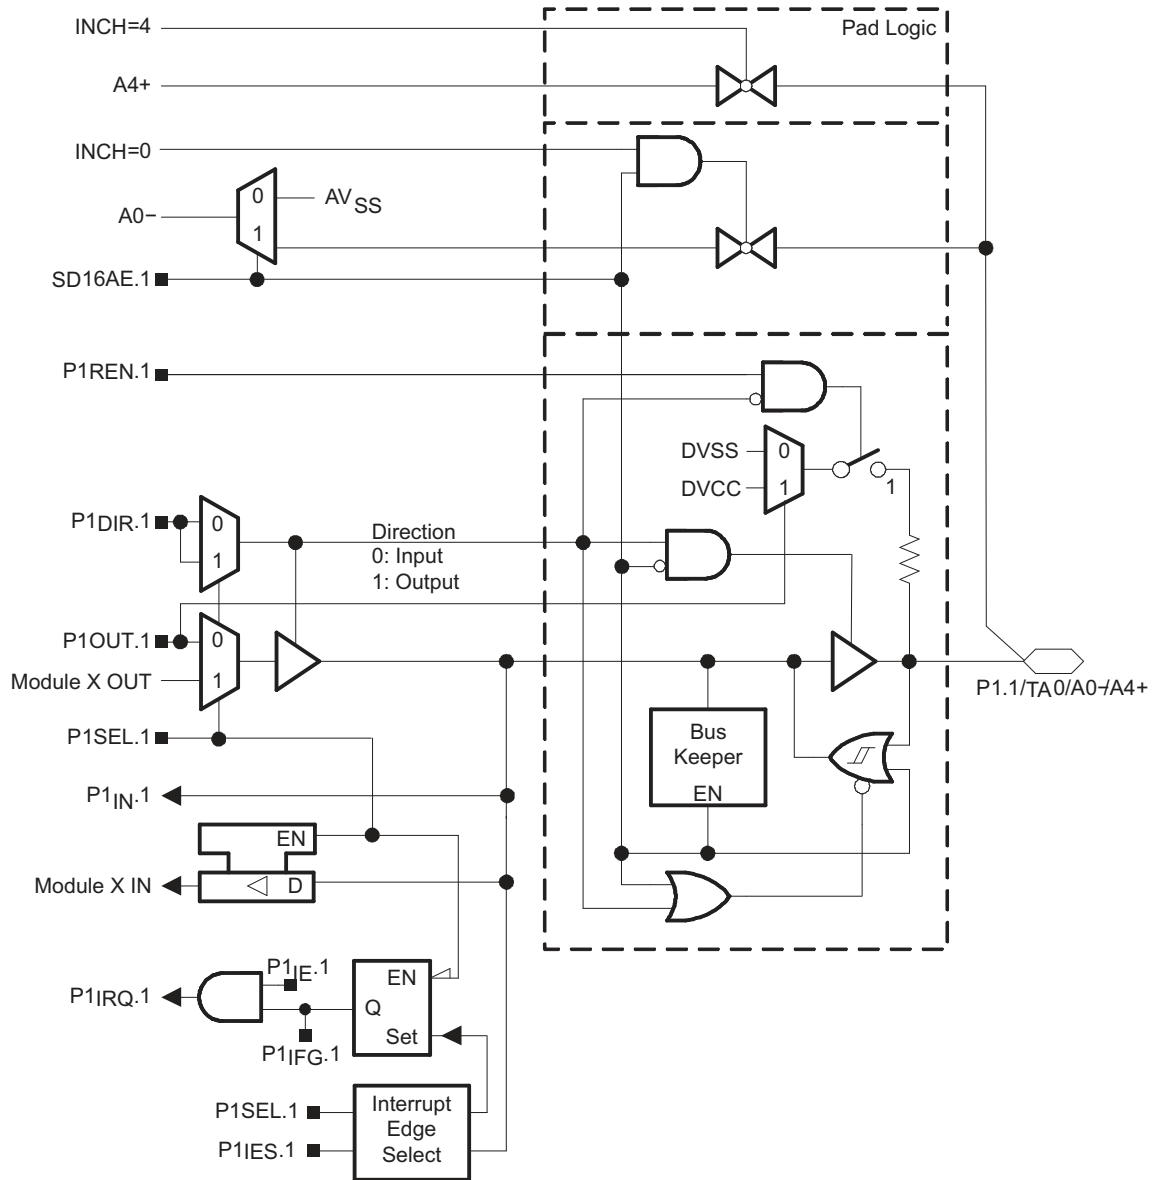 INCH=4
Pad Logic
A4+
INCH=0
0
AVSS
A0−
1
SD16AE.1
P1REN.1
DVSS
0
DVCC
1
1
P1DIR.1
0
1
Direction
0: Input
1: Output
P1OUT.1
0
Module X OUT
1
P1.1/TA0/A0−/A4+
P1SEL.1
Bus
Keeper
EN
P1IN.1
EN
Module X IN
D
P1IE.1
EN
P1IRQ.1
Q
Set
P1IFG.1
P1SEL.1
Interrupt
Edge
Select
P1IES.1